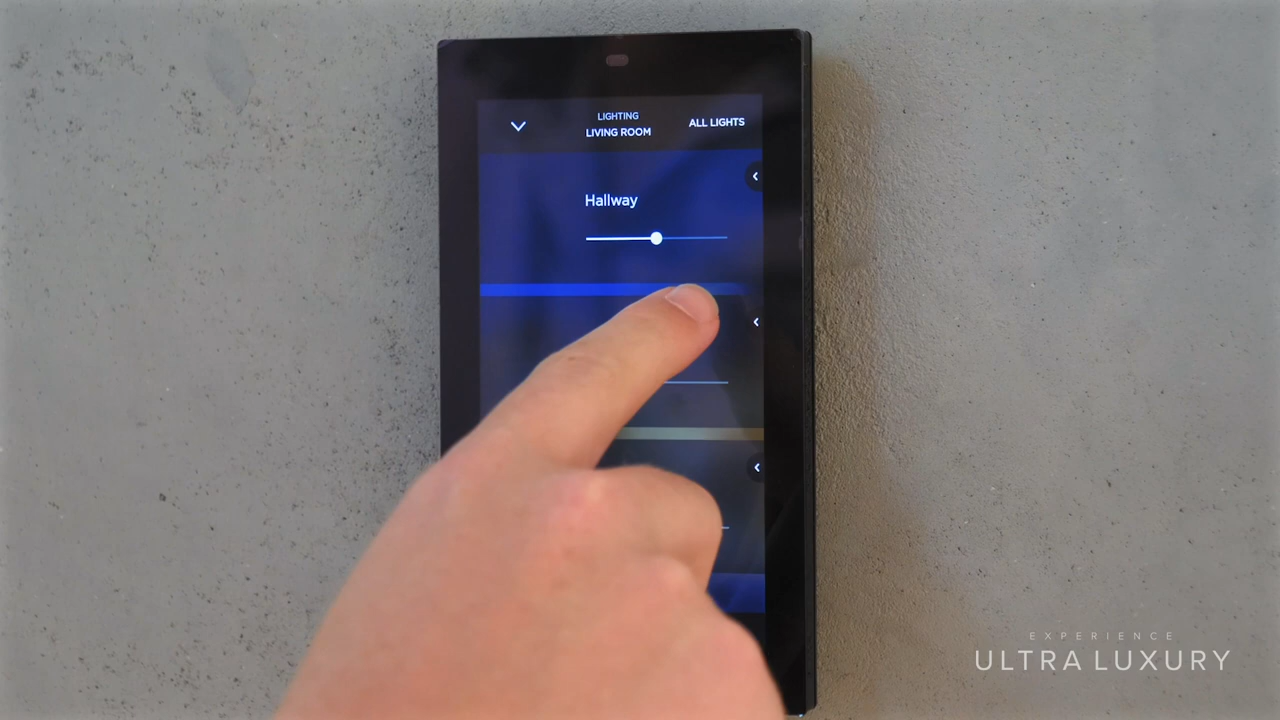 LIGHTING
LIVING ROOM
ALL LIGHTS
Hallway
EXPERIENCE
ULTRA LUXURY